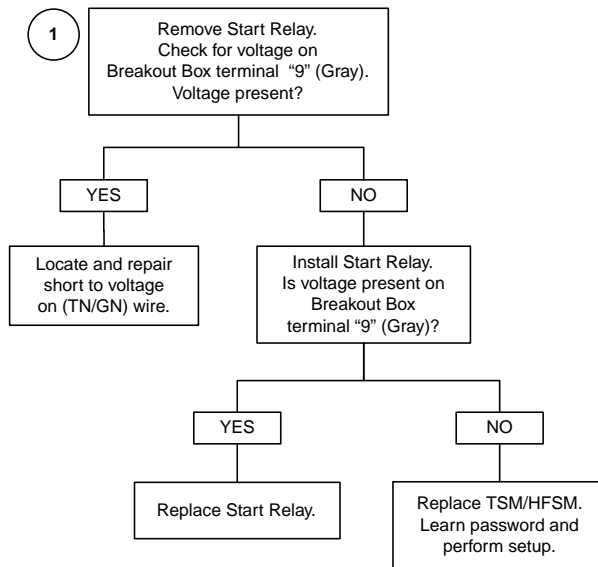 1
Remove Start Relay.
Check for voltage on
Breakout Box terminal “9” (Gray).
Voltage present?
YES
NO
Locate and repair
short to voltage
on (TN/GN) wire.
Install Start Relay.
Is voltage present on
Breakout Box
terminal “9” (Gray)?
YES
NO
Replace Start Relay.
Replace TSM/HFSM.
Learn password and
perform setup.